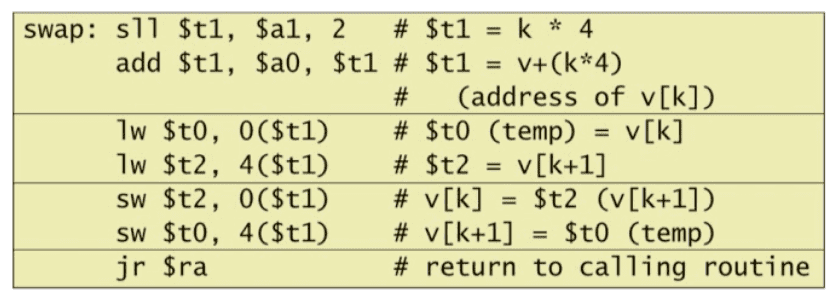 swap: sll $t1, $a1, 2 # $t1 = k * 4
add $t1, $a0, $t1 # $t1 = v+(k*4)
# (address of v[k])
lw $t0, 0($t1) # $t0 (temp) = v[k]
lw $t2, 4($t1) # $t2 = v[k+1]
sw $t2, 0($t1) # v[k] = $t2 (v[k+1])
sw $t0, 4($t1) # v[k+1] = $t0 (temp)
jr $ra # return to calling routine